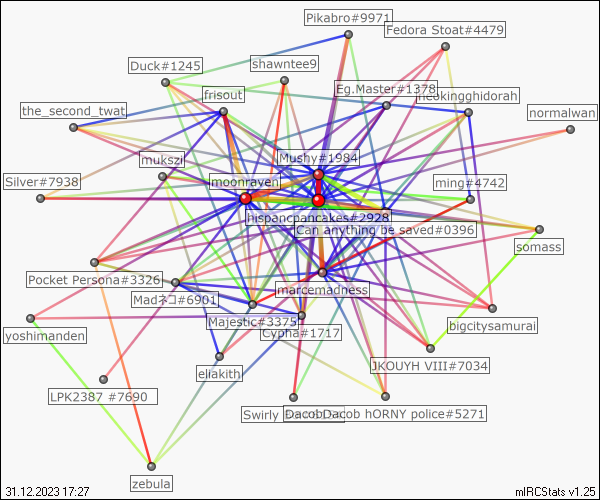 Pikabro#9971
Fedora Stoat#4479
Duck#1245
shawntee9
frisout
Eg.Master#1378
neokingghidorah
the_second_twat
normalwan
mukszi
Mushy#1984
Silver#7938
moonraven
ming#4742
hispencpancakes#2928
Can anything be saved#0396
somass
Pocket Persona#3326
marcemadness
Madネコ#6901
Majestic#3375
Cypha#1717
bigcitysamurai
yoshimanden
JKOUYH VIII#7034
eliakith
LPK2387 #7690
Swirly
DacobDacob hORNY police#5271
zebula
31.12.2023 17:27
mIRCStats v1.25